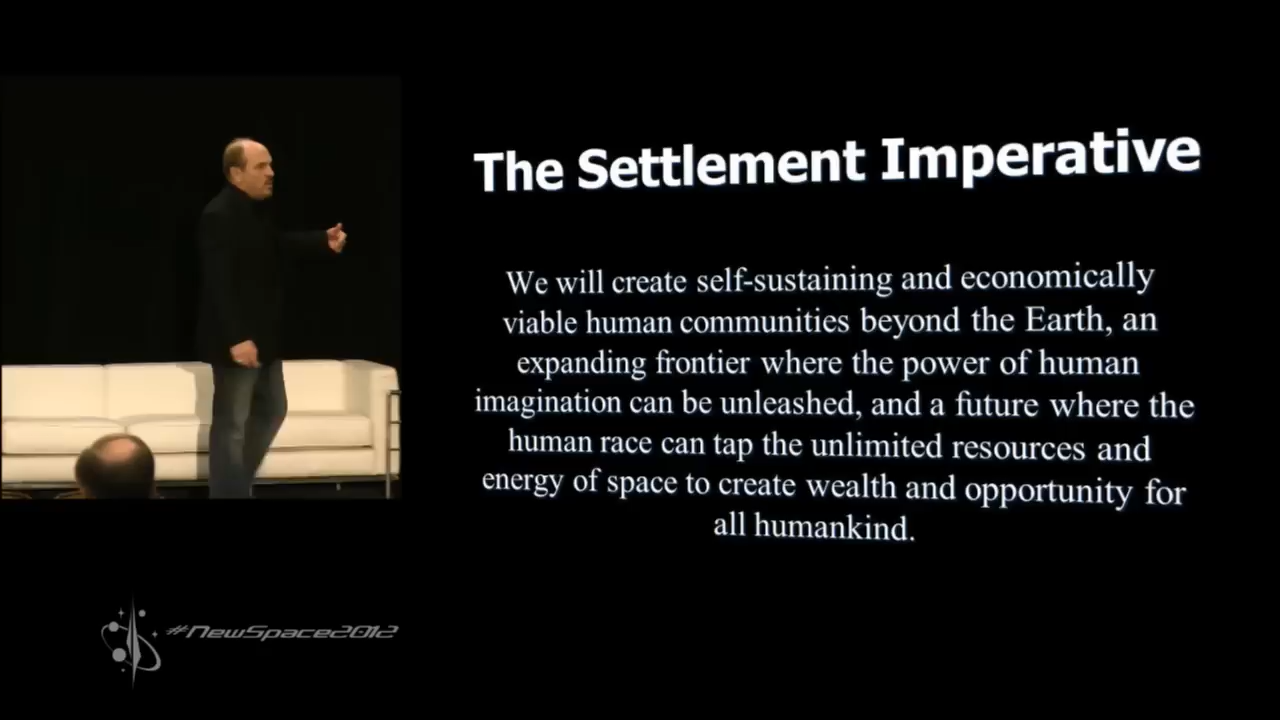 The Settlement Imperative
We will create self-sustaining and economically
viable human communities beyond the Earth, an
expanding frontier where the power of human
imagination can be unleashed, and a future where the
human race can tap the unlimited resources and
energy of space to create wealth and opportunity for
all humankind.
#NewSpace2012